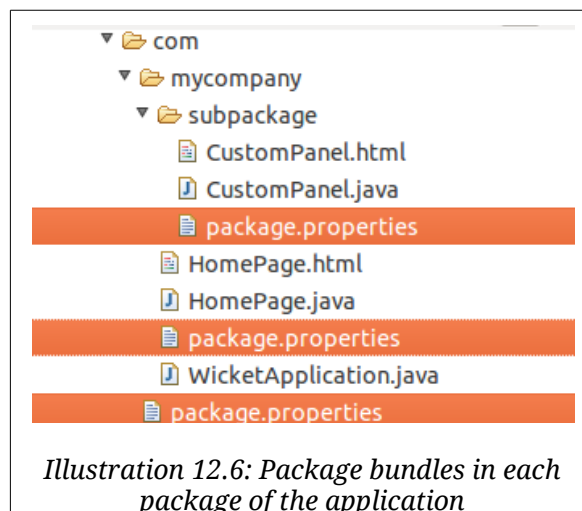 com
mycompany
subpackage
CustomPanel.html
CustomPanel.java
package.properties
HomePage.html
HomePage.java
package.properties
WicketApplication.java
package.properties
Illustration 12.6: Package bundles in each
package of the application